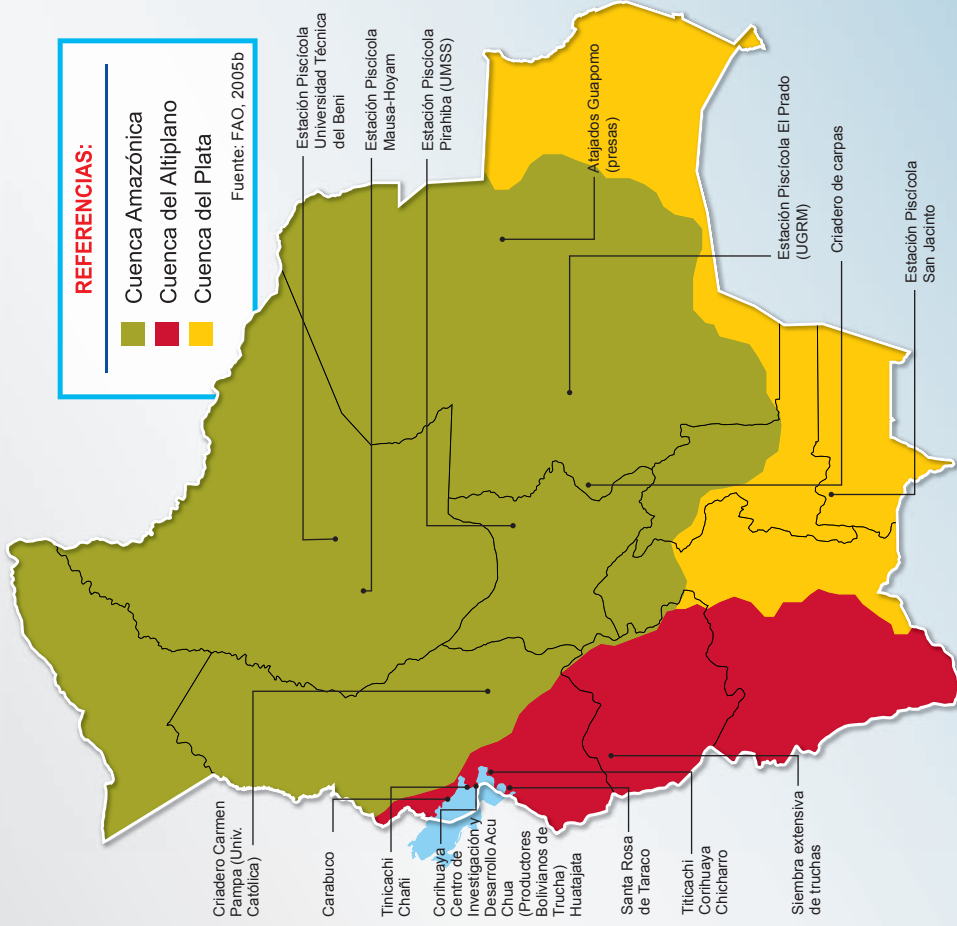 REFERENCIAS:
Cuenca Amazónica
Cuenca del Altiplano
Cuenca del Plata
Fuente: FAO, 2005b
Estación Piscícola
Universidad Técnica
del Beni
Estación Piscícola
Mausa-Hoyam
Estación Piscícola
Pirahiba (UMSS)
Atajados Guapomo
(presas)
Estación Piscícola El Prado
(UGRM)
Criadero de carpas
Estación Piscícola
San Jacinto
Criadero Carmen
Pampa (Univ.
Católica)
Carabuco
Tinicachi
Chañi
Corihuaya
Centro de
Investigación y
Desarrollo Acu
Chua
(Productores
Bolivianos de
Trucha)
Huatajata
Santa Rosa
de Taraco
Titicachi
Corihuaya
Chicharro
Siembra extensiva
de truchas